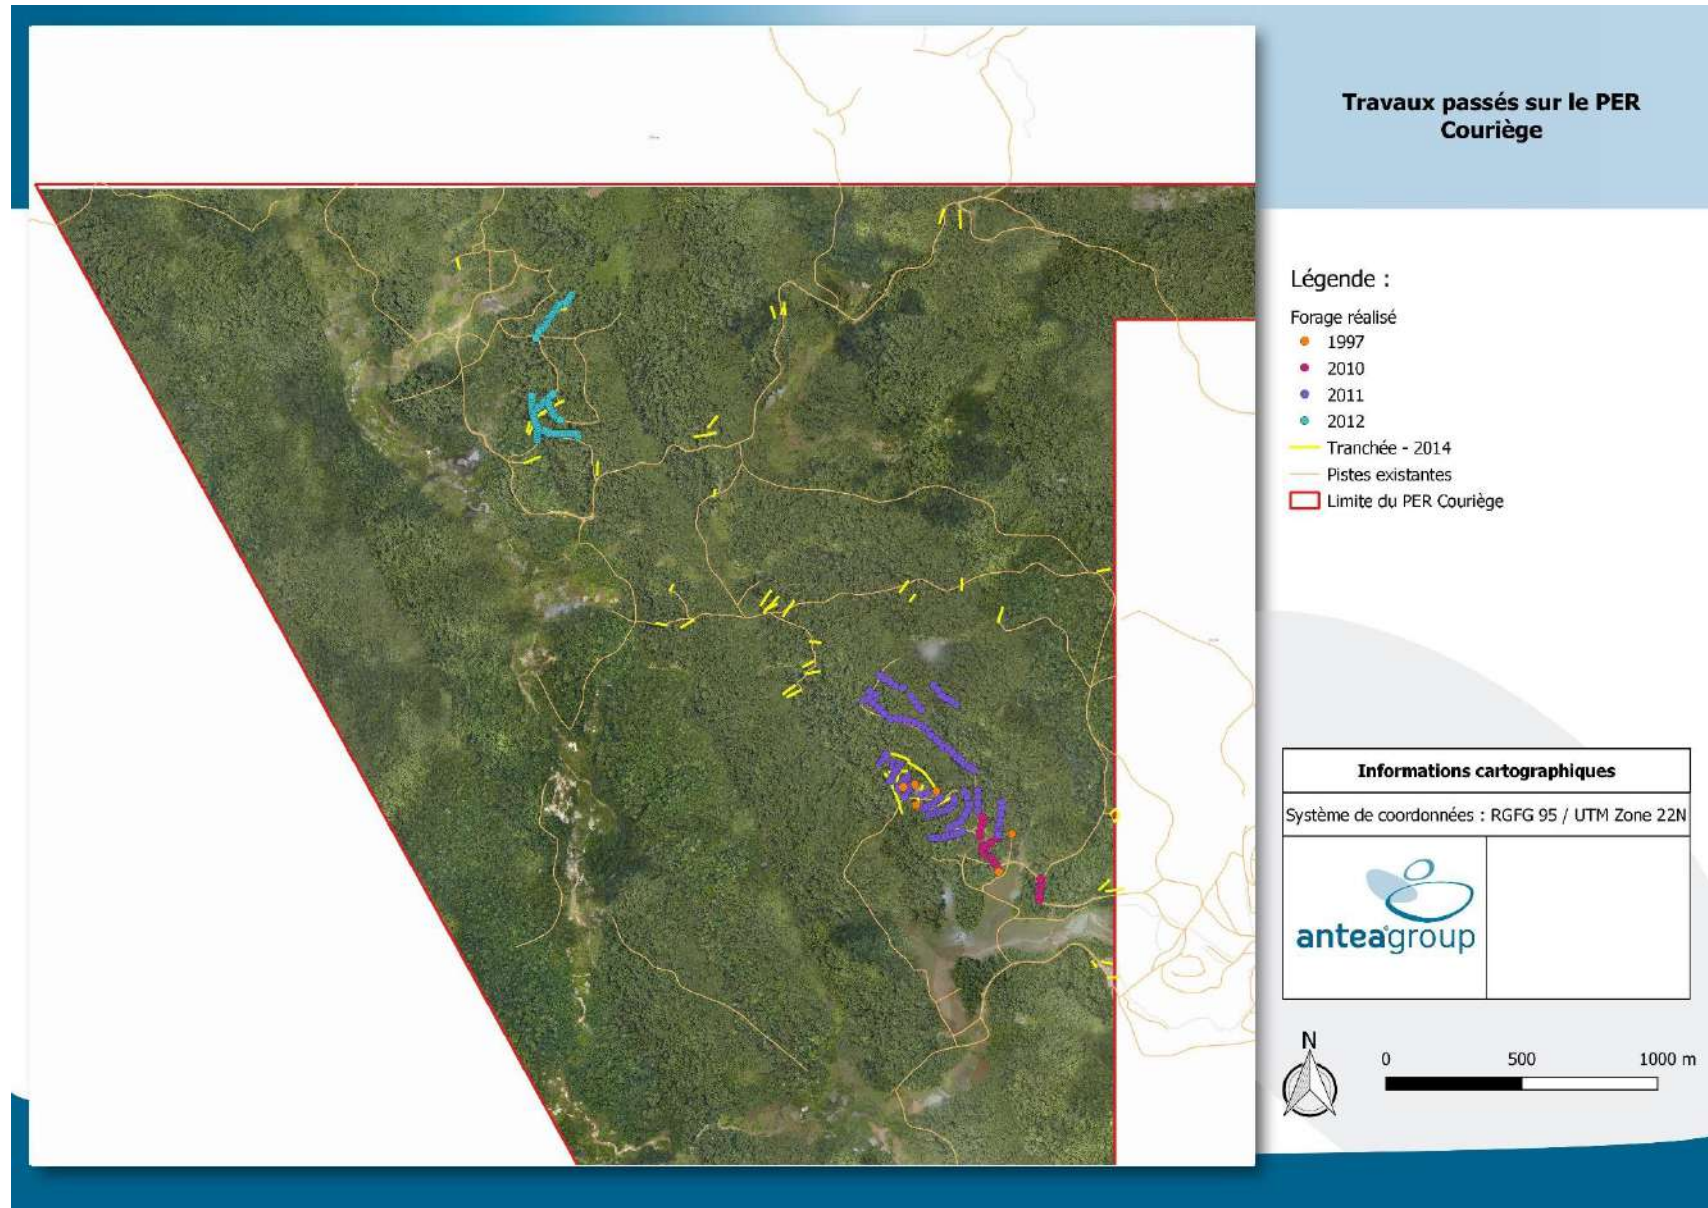 Travaux passés sur le PER
Couriège
Légende :
Forage réalisé
1997
2010
2011
2012
Tranchée - 2014
Pistes existantes
Limite du PER Couriège
Informations cartographiques
Système de coordonnées : RGFG 95 / UTM Zone 22N
anteagroup
N
0 500 1000 m